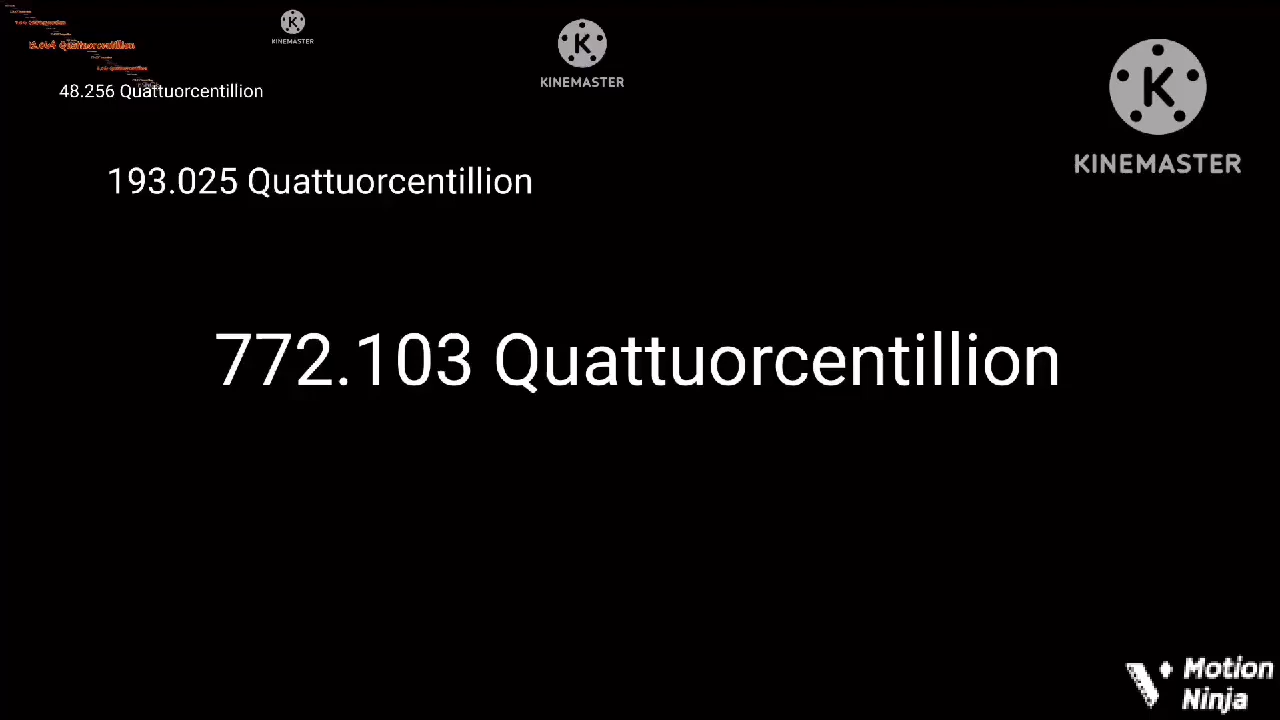 KINEMASTER
KINEMASTER
KINEMASTER
48.256 Quattuorcentillion
193.025 Quattuorcentillion
772.103 Quattuorcentillion
Motion
Ninja